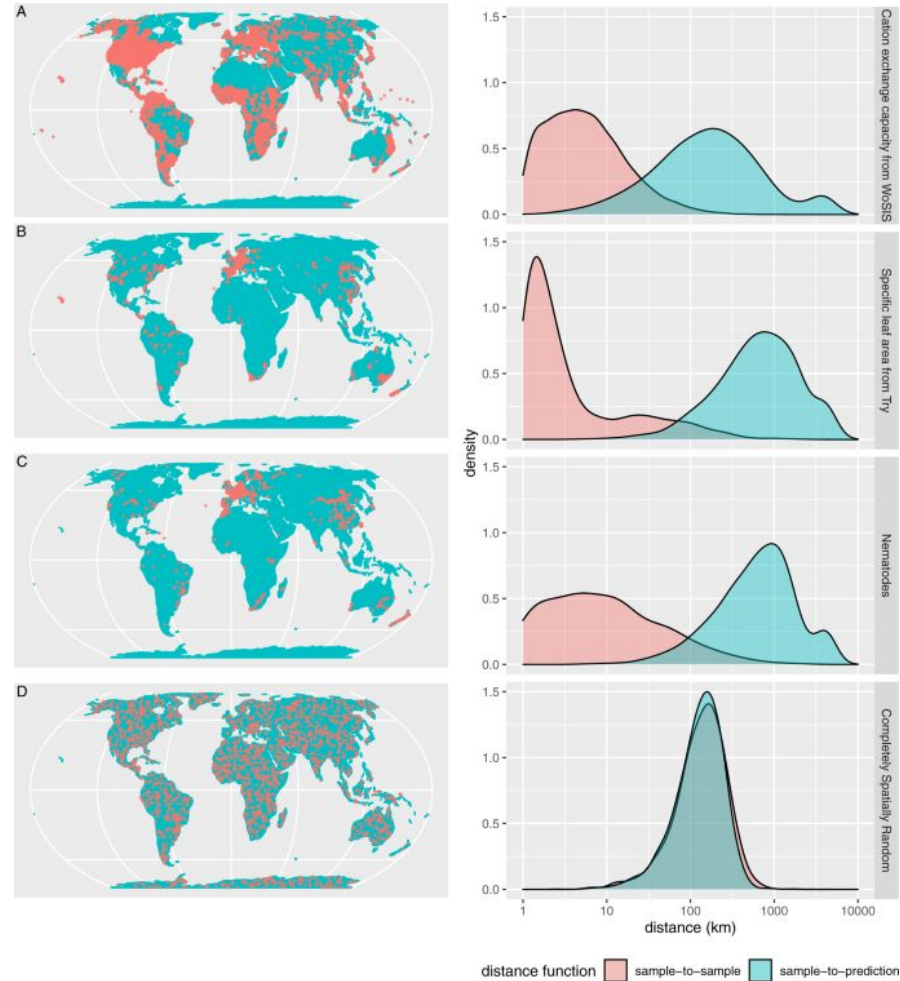 A
1.5
1.0
0.5
0.0
Cation exchange capacity from WoSIS
B
1.5
1.0
0.5
0.0
Specific leaf area from Try
density
C
1.5
1.0
0.5
0.0
Nematodes
D
1.5
1.0
0.5
0.0
Completely Spatially Random
1 10 100 1000 10000
distance (km)
distance function sample−to−sample sample−to−prediction